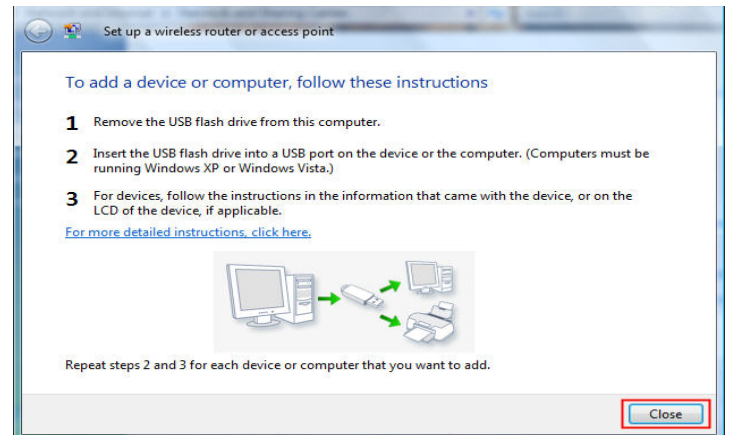 Set up a wireless router or access point
To add a device or computer, follow these instructions
1 Remove the USB flash drive from this computer.
2 Insert the USB flash drive into a USB port on the device or the computer. (Computers must be
running Windows XP or Windows Vista.)
3 For devices, follow the instructions in the information that came with the device, or on the
LCD of the device, if applicable.
For more detailed instructions, click here.
Repeat steps 2 and 3 for each device or computer that you want to add.
Close